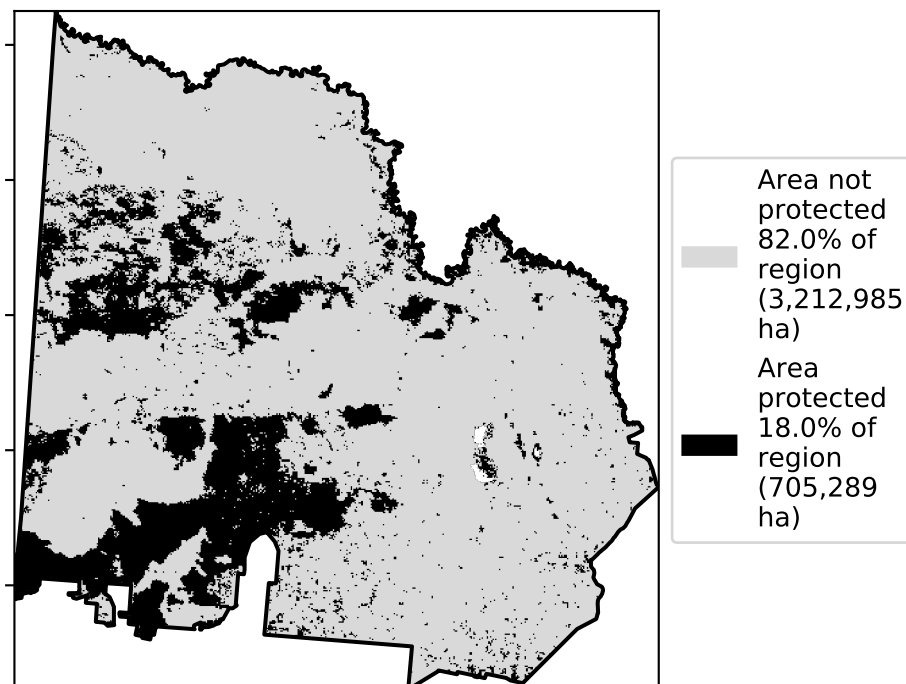 Area not
protected
82.0% of
region
(3,212,985
ha)
Area
protected
18.0% of
region
(705,289
ha)